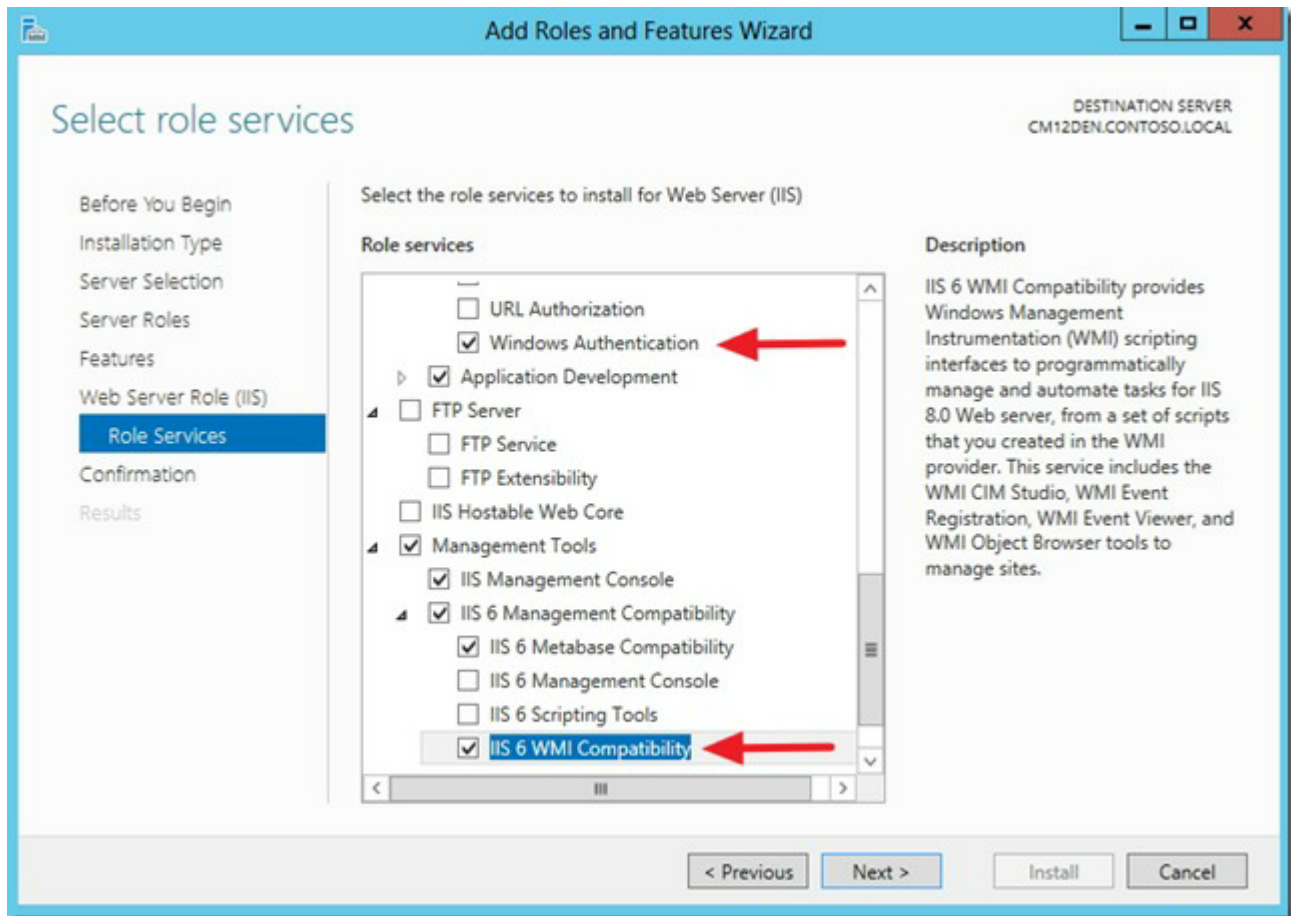 Add Roles and Features Wizard
Select role services
DESTINATION SERVER
CM12DEN.CONTOSO.LOCAL
Before You Begin
Installation Type
Server Selection
Server Roles
Features
Web Server Role (IIS)
Role Services
Confirmation
Results
Select the role services to install for Web Server (IIS)
Role services
URL Authorization
Windows Authentication
Application Development
FTP Server
FTP Service
FTP Extensibility
IIS Hostable Web Core
Management Tools
IIS Management Console
IIS 6 Management Compatibility
IIS 6 Metabase Compatibility
IIS 6 Management Console
IIS 6 Scripting Tools
IIS 6 WMI Compatibility
Description
IIS 6 WMI Compatibility provides
Windows Management
Instrumentation (WMI) scripting
interfaces to programmatically
manage and automate tasks for IIS
8.0 Web server, from a set of scripts
that you created in the WMI
provider. This service includes the
WMI CIM Studio, WMI Event
Registration, WMI Event Viewer, and
WMI Object Browser tools to
manage sites.
< Previous
Next >
Install
Cancel